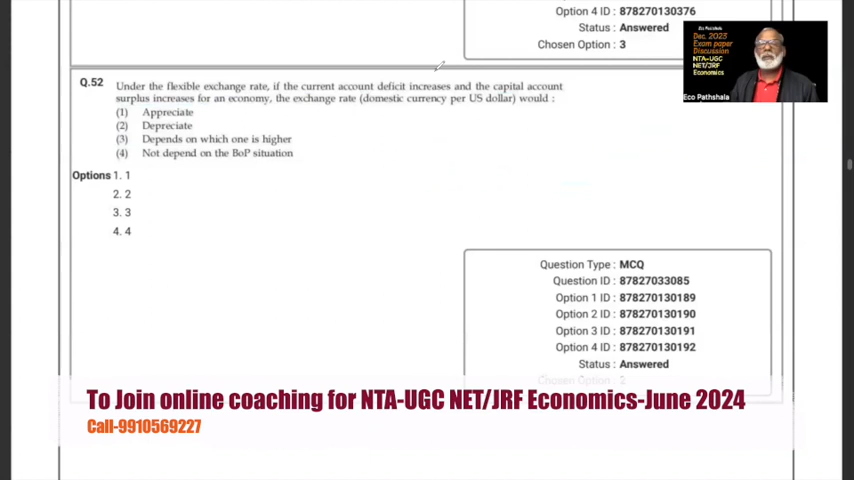 Option 4 ID : 878270130376
Status : Answered
Chosen Option : 3
Eco Pathshala
Dec. 2023
Exam paper
Discussion
NTA-UGC
NET/JRF
Economics
Eco Pathshala
Q.52 Under the flexible exchange rate, if the current account deficit increases and the capital account
surplus increases for an economy, the exchange rate (domestic currency per US dollar) would :
(1) Appreciate
(2) Depreciate
(3) Depends on which one is higher
(4) Not depend on the BoP situation
Options 1. 1
2. 2
3. 3
4. 4
Question Type : MCQ
Question ID : 87827033085
Option 1 ID : 878270130189
Option 2 ID : 878270130190
Option 3 ID : 878270130191
Option 4 ID : 878270130192
Status : Answered
Chosen Option : 2
To Join online coaching for NTA-UGC NET/JRF Economics-June 2024
Call-9910569227